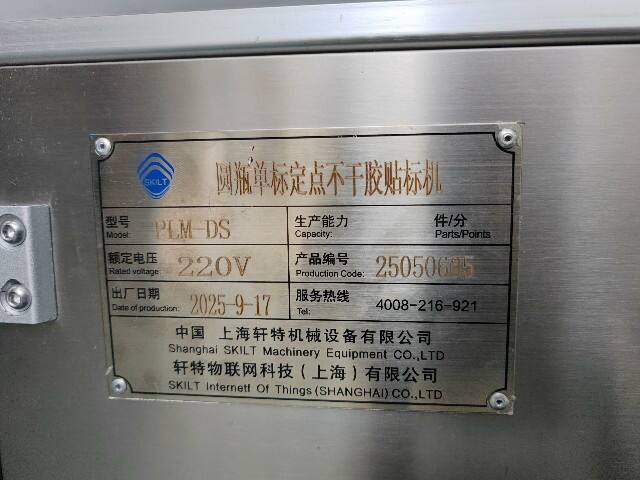 SKILT
圆瓶单标定点不干胶贴标机
型号 PLM-DS 生产能力 件/分
Model: Capacity: Parts/Points
额定电压 220V 产品编号
Rated voltage: Production Code:
出厂日期 2025-9-17 服务热线 4008-216-921
Date of production: Tel:
中国 上海轩特机械设备有限公司
Shanghai SKILT Machinery Equipment CO.,LTD
轩特物联网科技（上海）有限公司
SKILT Internetf Of Things (SHANGHAI) CO.,LTD